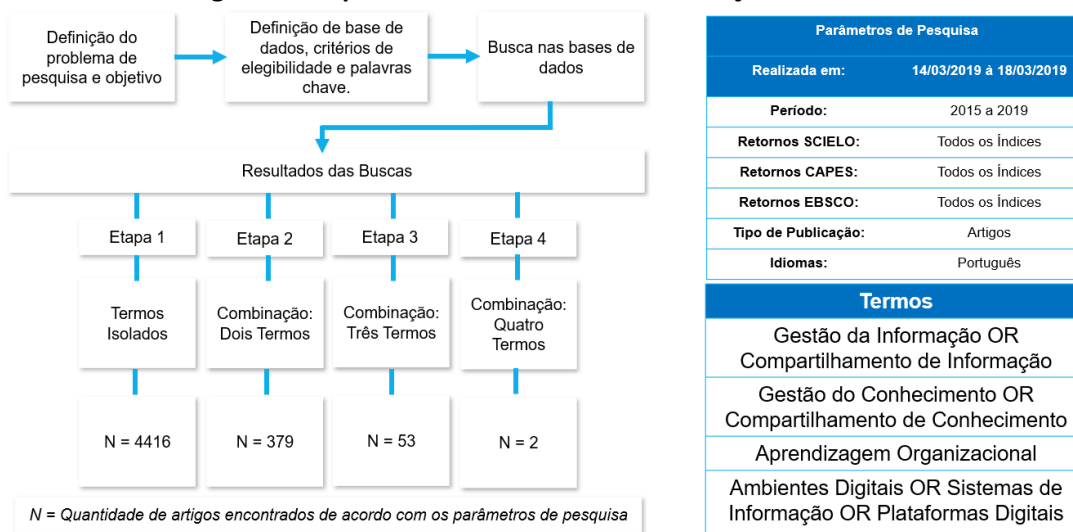 Definição do
problema de
pesquisa e objetivo
Definição de base de
dados, critérios de
elegibilidade e palavras
chave.
Busca nas bases de
dados
Resultados das Buscas
Etapa 1
Etapa 2
Etapa 3
Etapa 4
Termos
Isolados
Combinação:
Dois Termos
Combinação:
Três Termos
Combinação:
Quatro
Termos
N = 4416
N = 379
N = 53
N = 2
N = Quantidade de artigos encontrados de acordo com os parâmetros de pesquisa
Parâmetros de Pesquisa
Realizada em: 14/03/2019 à 18/03/2019
Período: 2015 a 2019
Retornos SCIELO: Todos os Índices
Retornos CAPES: Todos os Índices
Retornos EBSCO: Todos os Índices
Tipo de Publicação: Artigos
Idiomas: Português
Termos
Gestão da Informação OR
Compartilhamento de Informação
Gestão do Conhecimento OR
Compartilhamento de Conhecimento
Aprendizagem Organizacional
Ambientes Digitais OR Sistemas de
Informação OR Plataformas Digitais